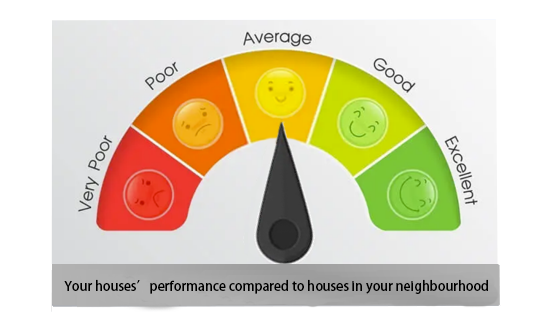 Very Poor
Poor
Average
Good
Excellent
Your houses’ performance compared to houses in your neighbourhood